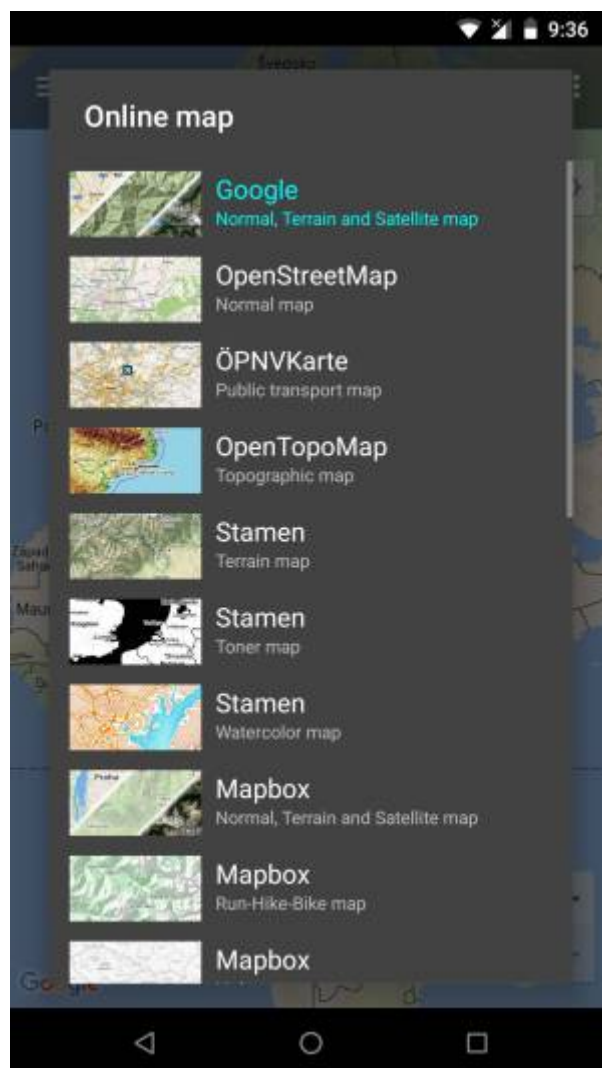 9:36
Online map
Google
Normal, Terrain and Satellite map
OpenStreetMap
Normal map
ÖPNVKarte
Public transport map
OpenTopoMap
Topographic map
Stamen
Terrain map
Stamen
Toner map
Stamen
Watercolor map
Praha
Mapbox
Normal, Terrain and Satellite map
Mapbox
Run-Hike-Bike map
Mapbox